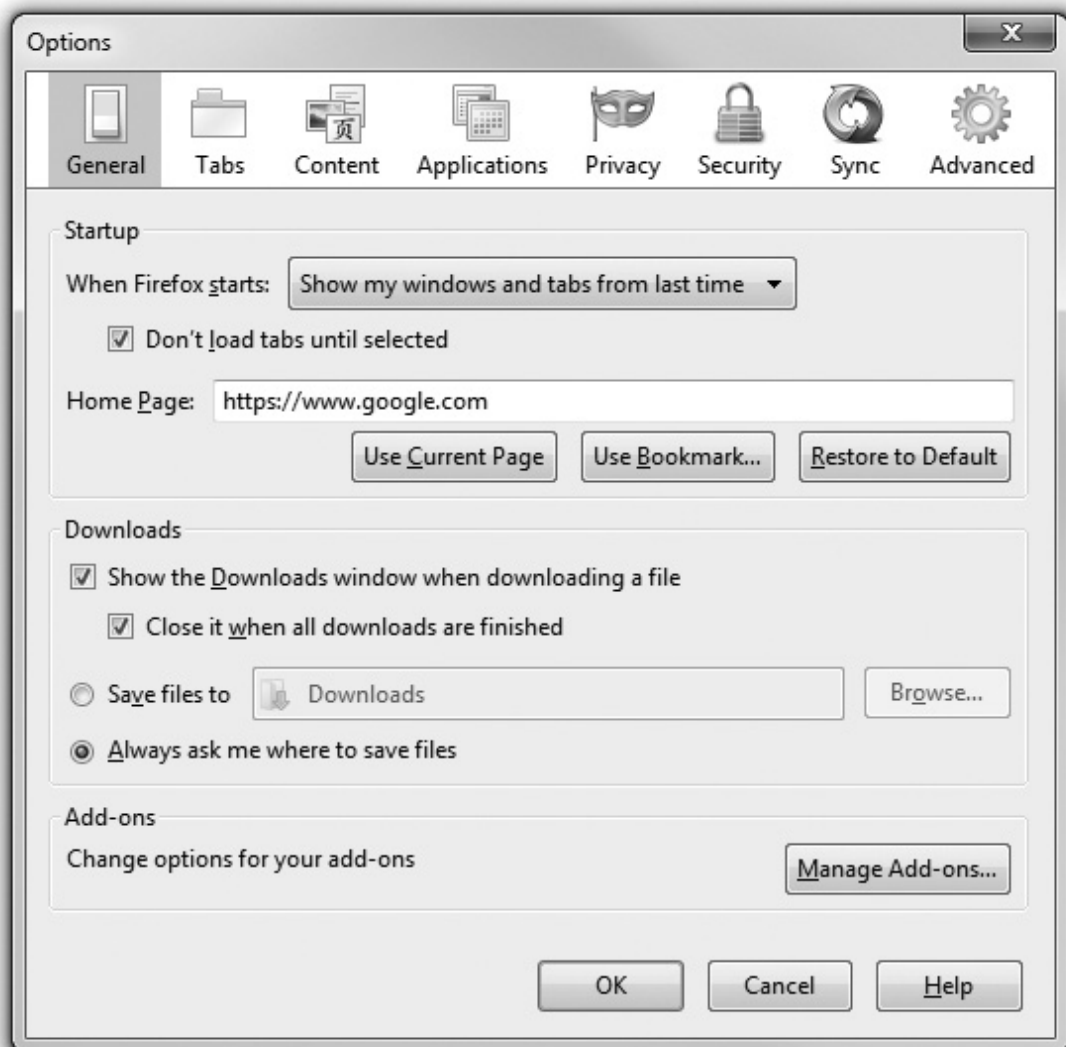 Options
x
General Tabs Content Applications Privacy Security Sync Advanced
页
Startup
When Firefox starts: Show my windows and tabs from last time
Don't load tabs until selected
Home Page: https://www.google.com
Use Current Page Use Bookmark... Restore to Default
Downloads
Show the Downloads window when downloading a file
Close it when all downloads are finished
Save files to Downloads Browse...
Always ask me where to save files
Add-ons
Change options for your add-ons Manage Add-ons...
OK Cancel Help